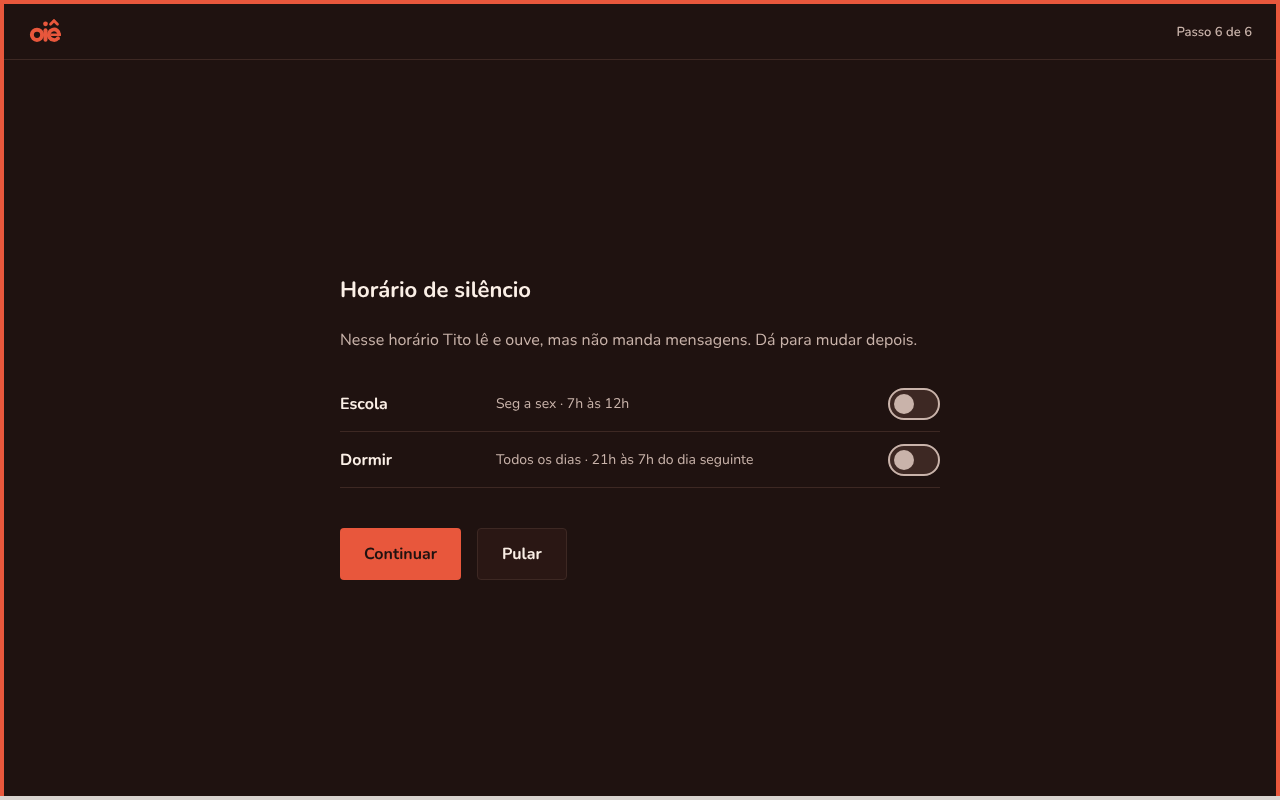 oiê
Passo 6 de 6
Horário de silêncio
Nesse horário Tito lê e ouve, mas não manda mensagens. Dá para mudar depois.
Escola
Seg a sex · 7h às 12h
Dormir
Todos os dias · 21h às 7h do dia seguinte
Continuar
Pular